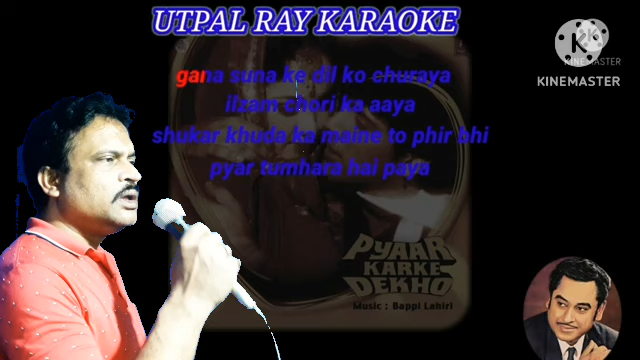 UTPAL RAY KARAOKE
KINEMASTER
KINEMASTER
gana suna ke dil ko churaya
ilzam chori ka aaya
shukar khuda ka maine to phir bhi
pyar tumhara hai paya
PYAAR
KARKE
DEKHO
Music : Bappi Lahiri